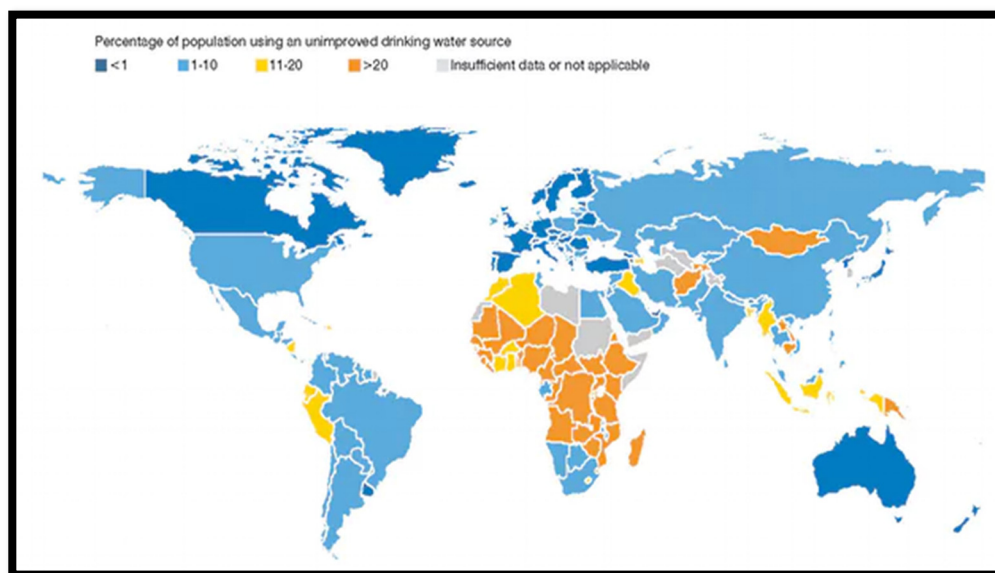 Percentage of population using an unimproved drinking water source
<1 1-10 11-20 >20 Insufficient data or not applicable